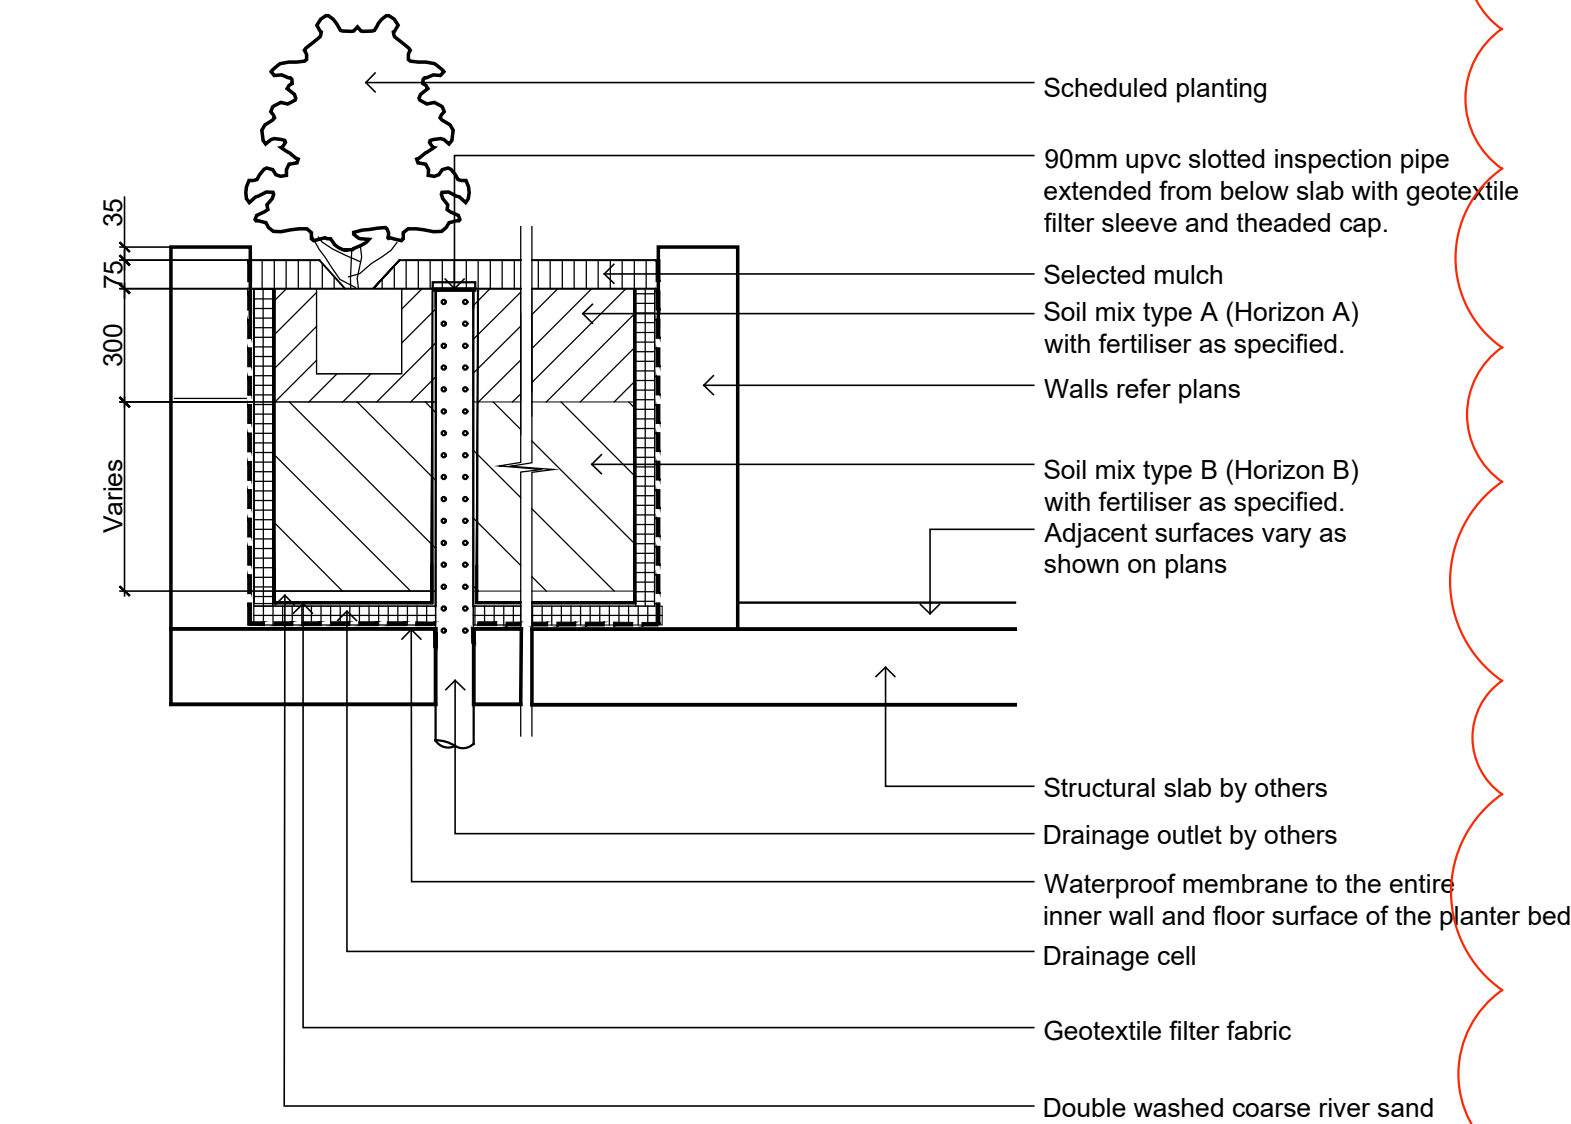 Scheduled planting
90mm upvc slotted inspection pipe
extended from below slab with geotextile
filter sleeve and theaded cap.
35
75
Selected mulch
Soil mix type A (Horizon A)
with fertiliser as specified.
300
Walls refer plans
Varies
Soil mix type B (Horizon B)
with fertiliser as specified.
Adjacent surfaces vary as
shown on plans
Structural slab by others
Drainage outlet by others
Waterproof membrane to the entire
inner wall and floor surface of the planter bed
Drainage cell
Geotextile filter fabric
Double washed coarse river sand